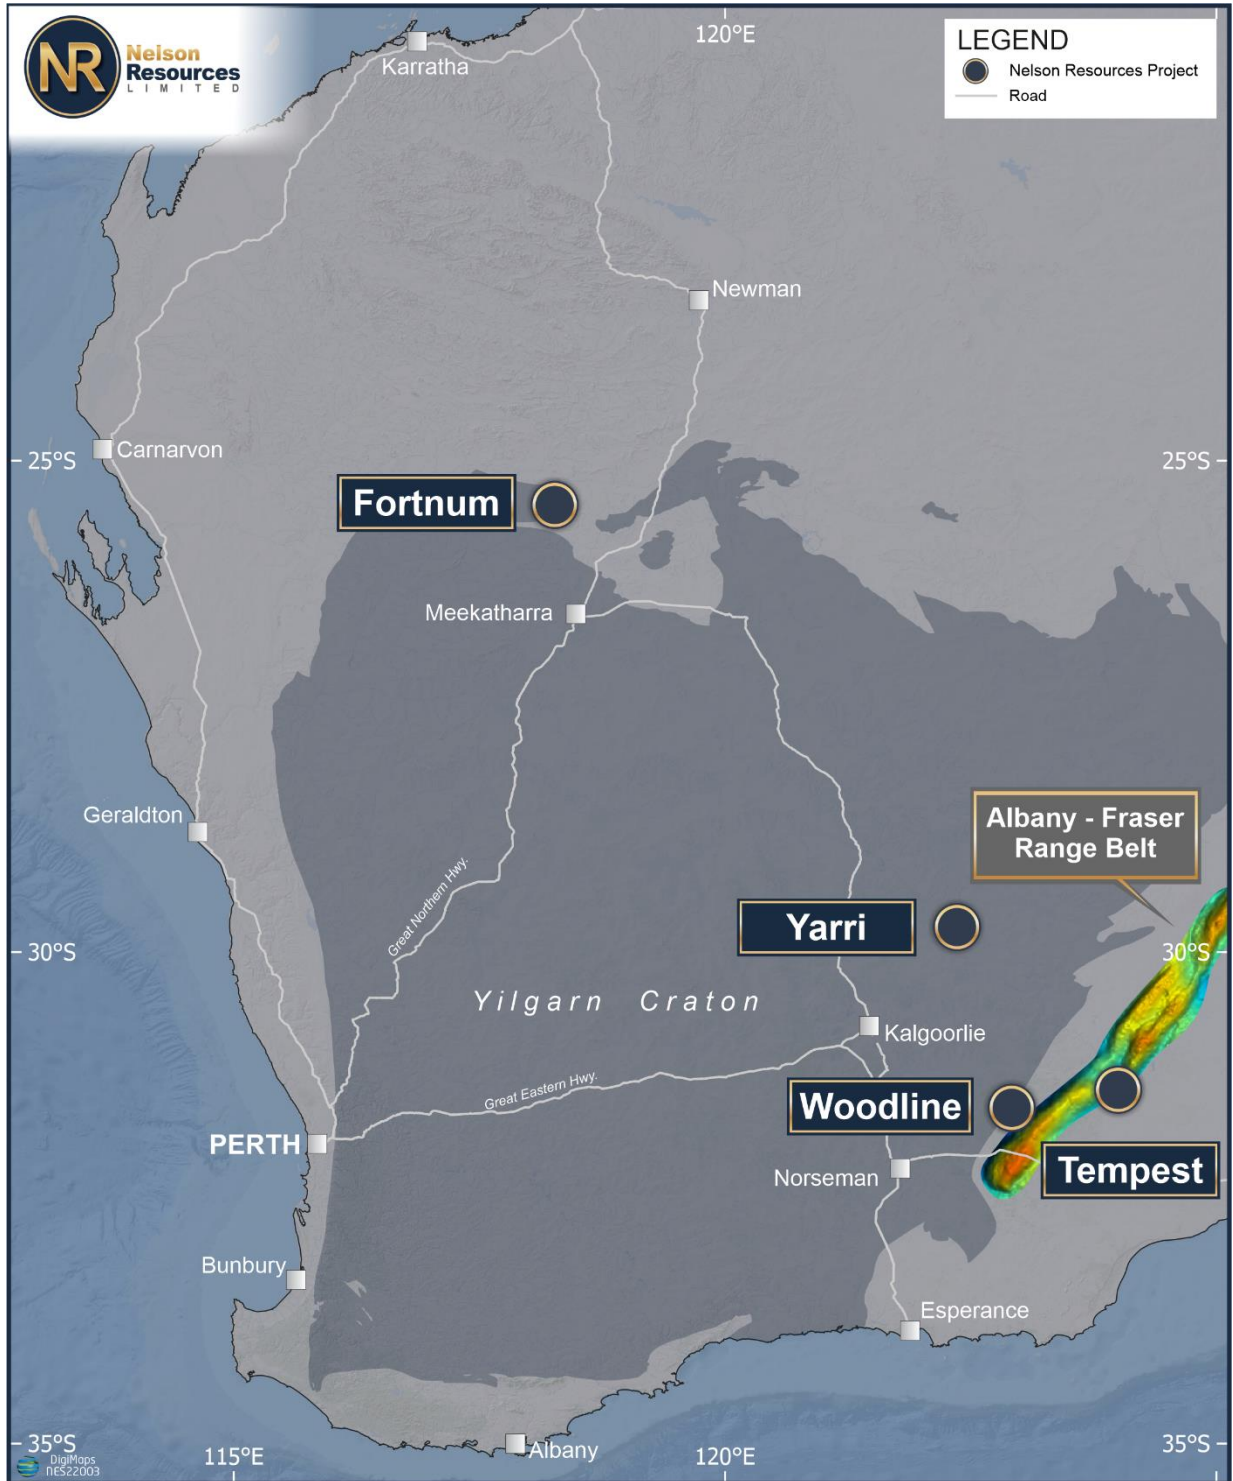 NR
Nelson
Resources
LIMITED
120°E
LEGEND
Nelson Resources Project
Road
Karratha
Newman
Carnarvon
25°S
25°S
Fortnum
Meekatharra
Geraldton
Albany - Fraser
Range Belt
Great Northern Hwy.
Yarri
30°S
30°S
Yilgarn Craton
Kalgoorlie
Great Eastern Hwy.
Woodline
PERTH
Norseman
Tempest
Bunbury
Esperance
35°S
35°S
115°E
120°E
Albany
DigiMaps
NES22003